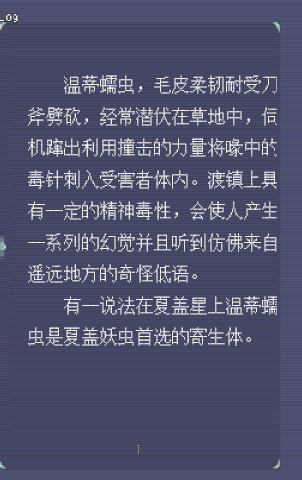 _09
温蒂蠕虫，毛皮柔韧耐受刀
斧劈砍，经常潜伏在草地中，伺
机蹿出利用撞击的力量将喙中的
毒针刺入受害者体内。渡镇上具
有一定的精神毒性，会使人产生
一系列的幻觉并且听到仿佛来自
遥远地方的奇怪低语。
有一说法在夏盖星上温蒂蠕
虫是夏盖妖虫首选的寄生体。
1